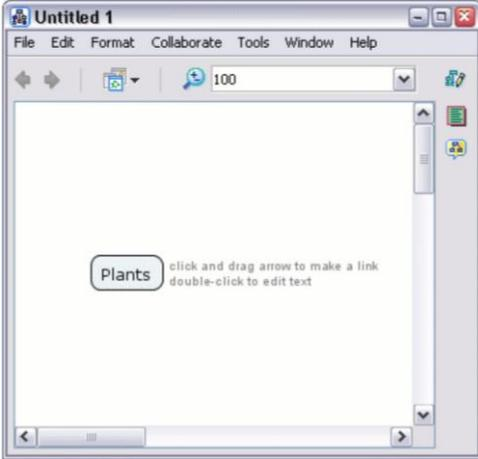 Untitled 1
File Edit Format Collaborate Tools Window Help
100
Plants
click and drag arrow to make a link
double-click to edit text